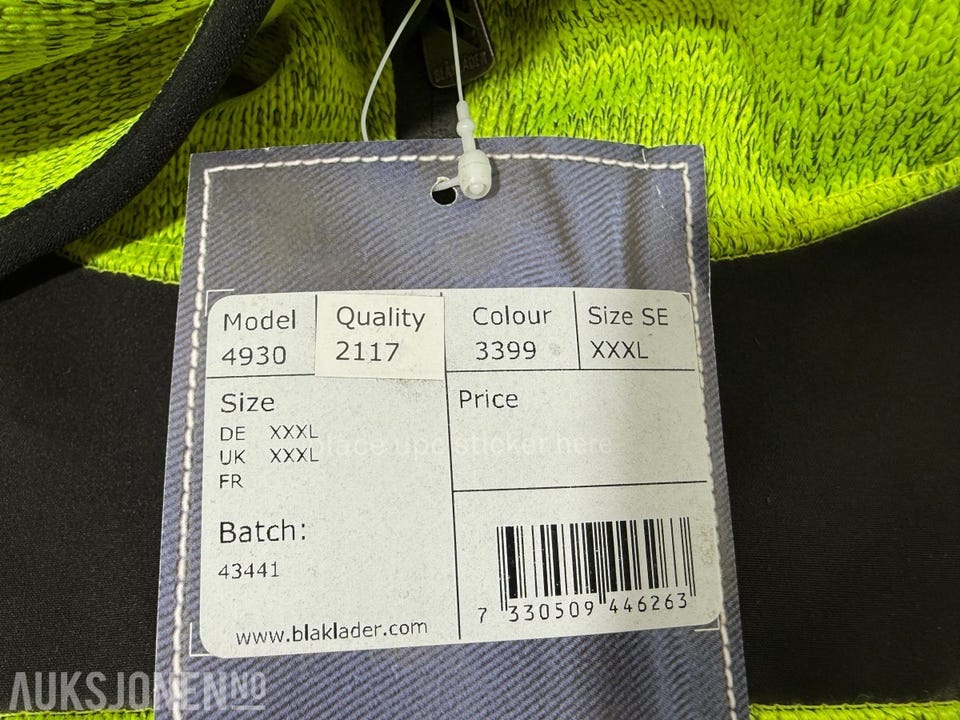 BLÅKLÄDER
Model Quality Colour Size SE
4930 2117 3399 XXXL
Size Price
DE XXXL
UK XXXL
FR
place upc sticker here
Batch:
43441
7 330509 446263
www.blaklader.com
AUKSJONEN.NO